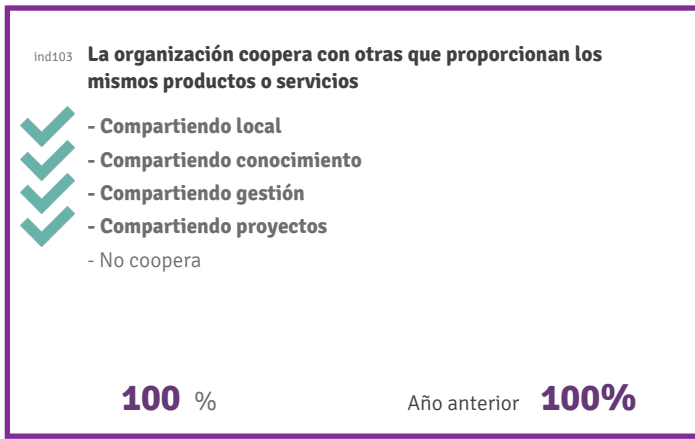 ind103 La organización coopera con otras que proporcionan los
mismos productos o servicios
- Compartiendo local
- Compartiendo conocimiento
- Compartiendo gestión
- Compartiendo proyectos
- No coopera
100 % Año anterior 100%